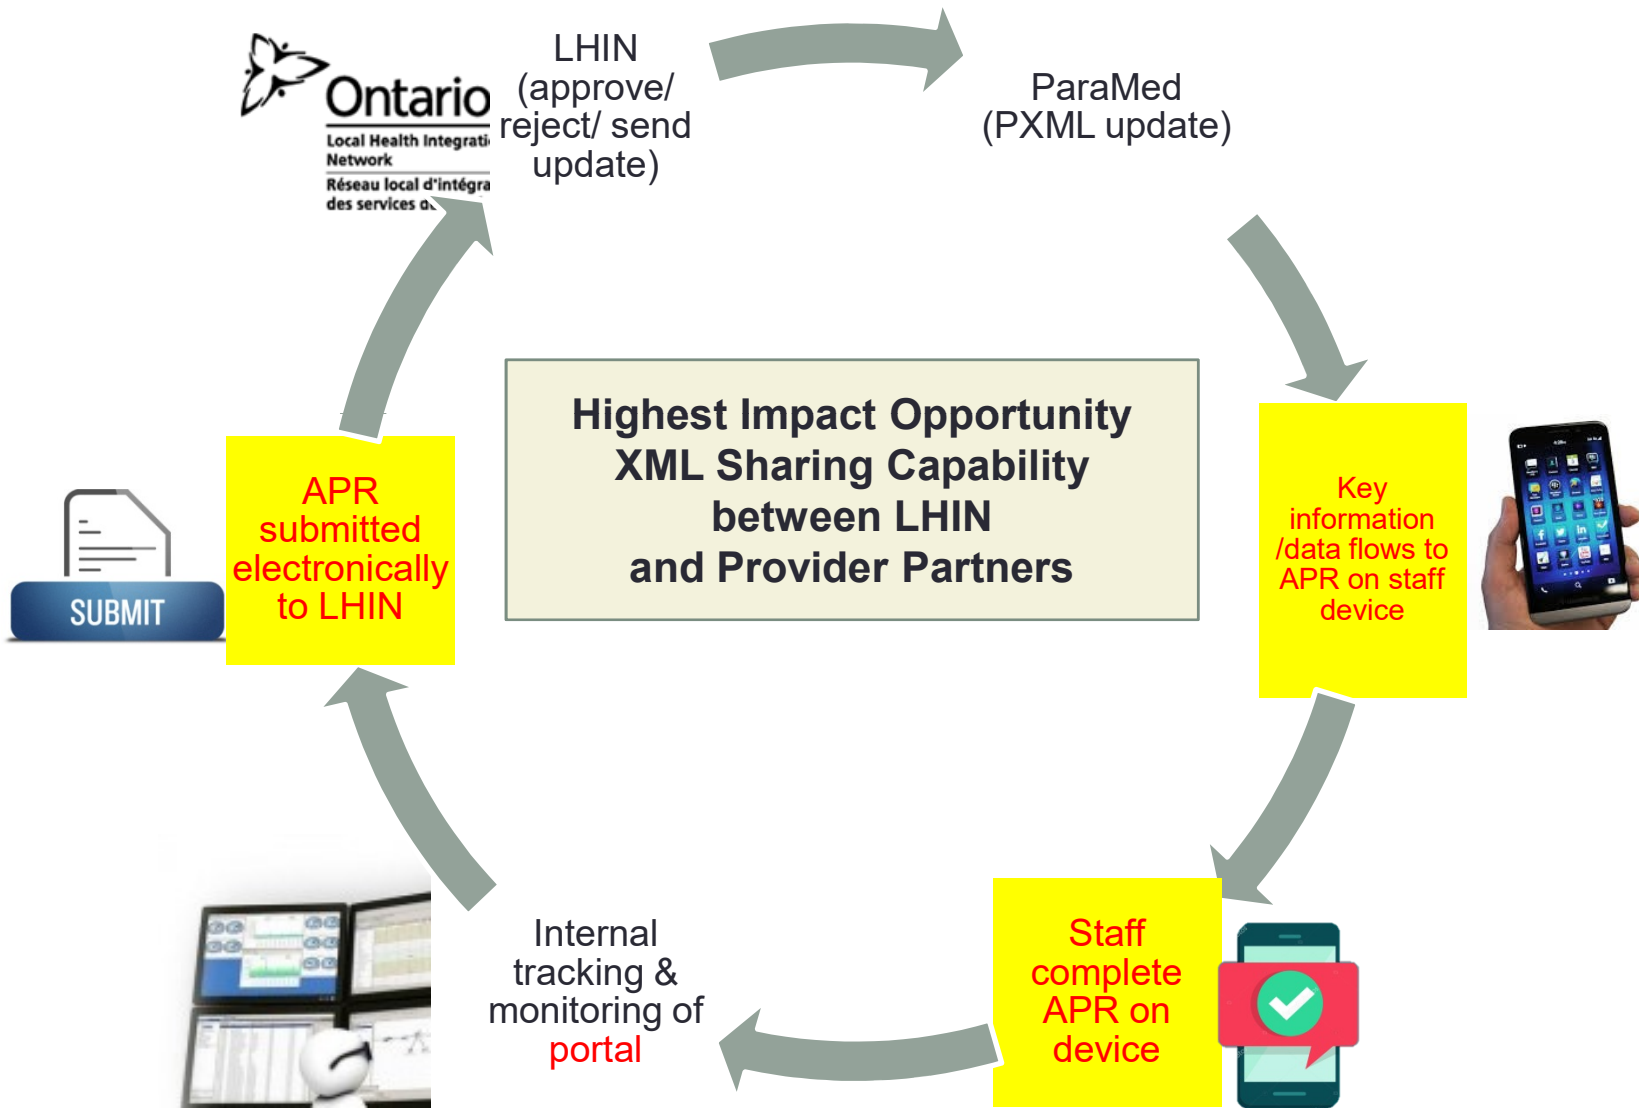 LHIN
(approve/
reject/ send
update)
Ontario
Local Health
Network
Réseau local
des services
ParaMed
(PXML update)
Highest Impact Opportunity
XML Sharing Capability
between LHIN
and Provider Partners
Key
information
/data flows to
APR on staff
device
Staff
complete
APR on
device
Internal
tracking &
monitoring of
portal
APR
submitted
electronically
to LHIN
SUBMIT